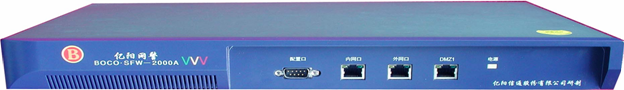 B
亿阳网警
BOCO-SFW—2000A VVV
配置口 内网口 外网口 DMZ1 电源
亿阳信通股份有限公司研制